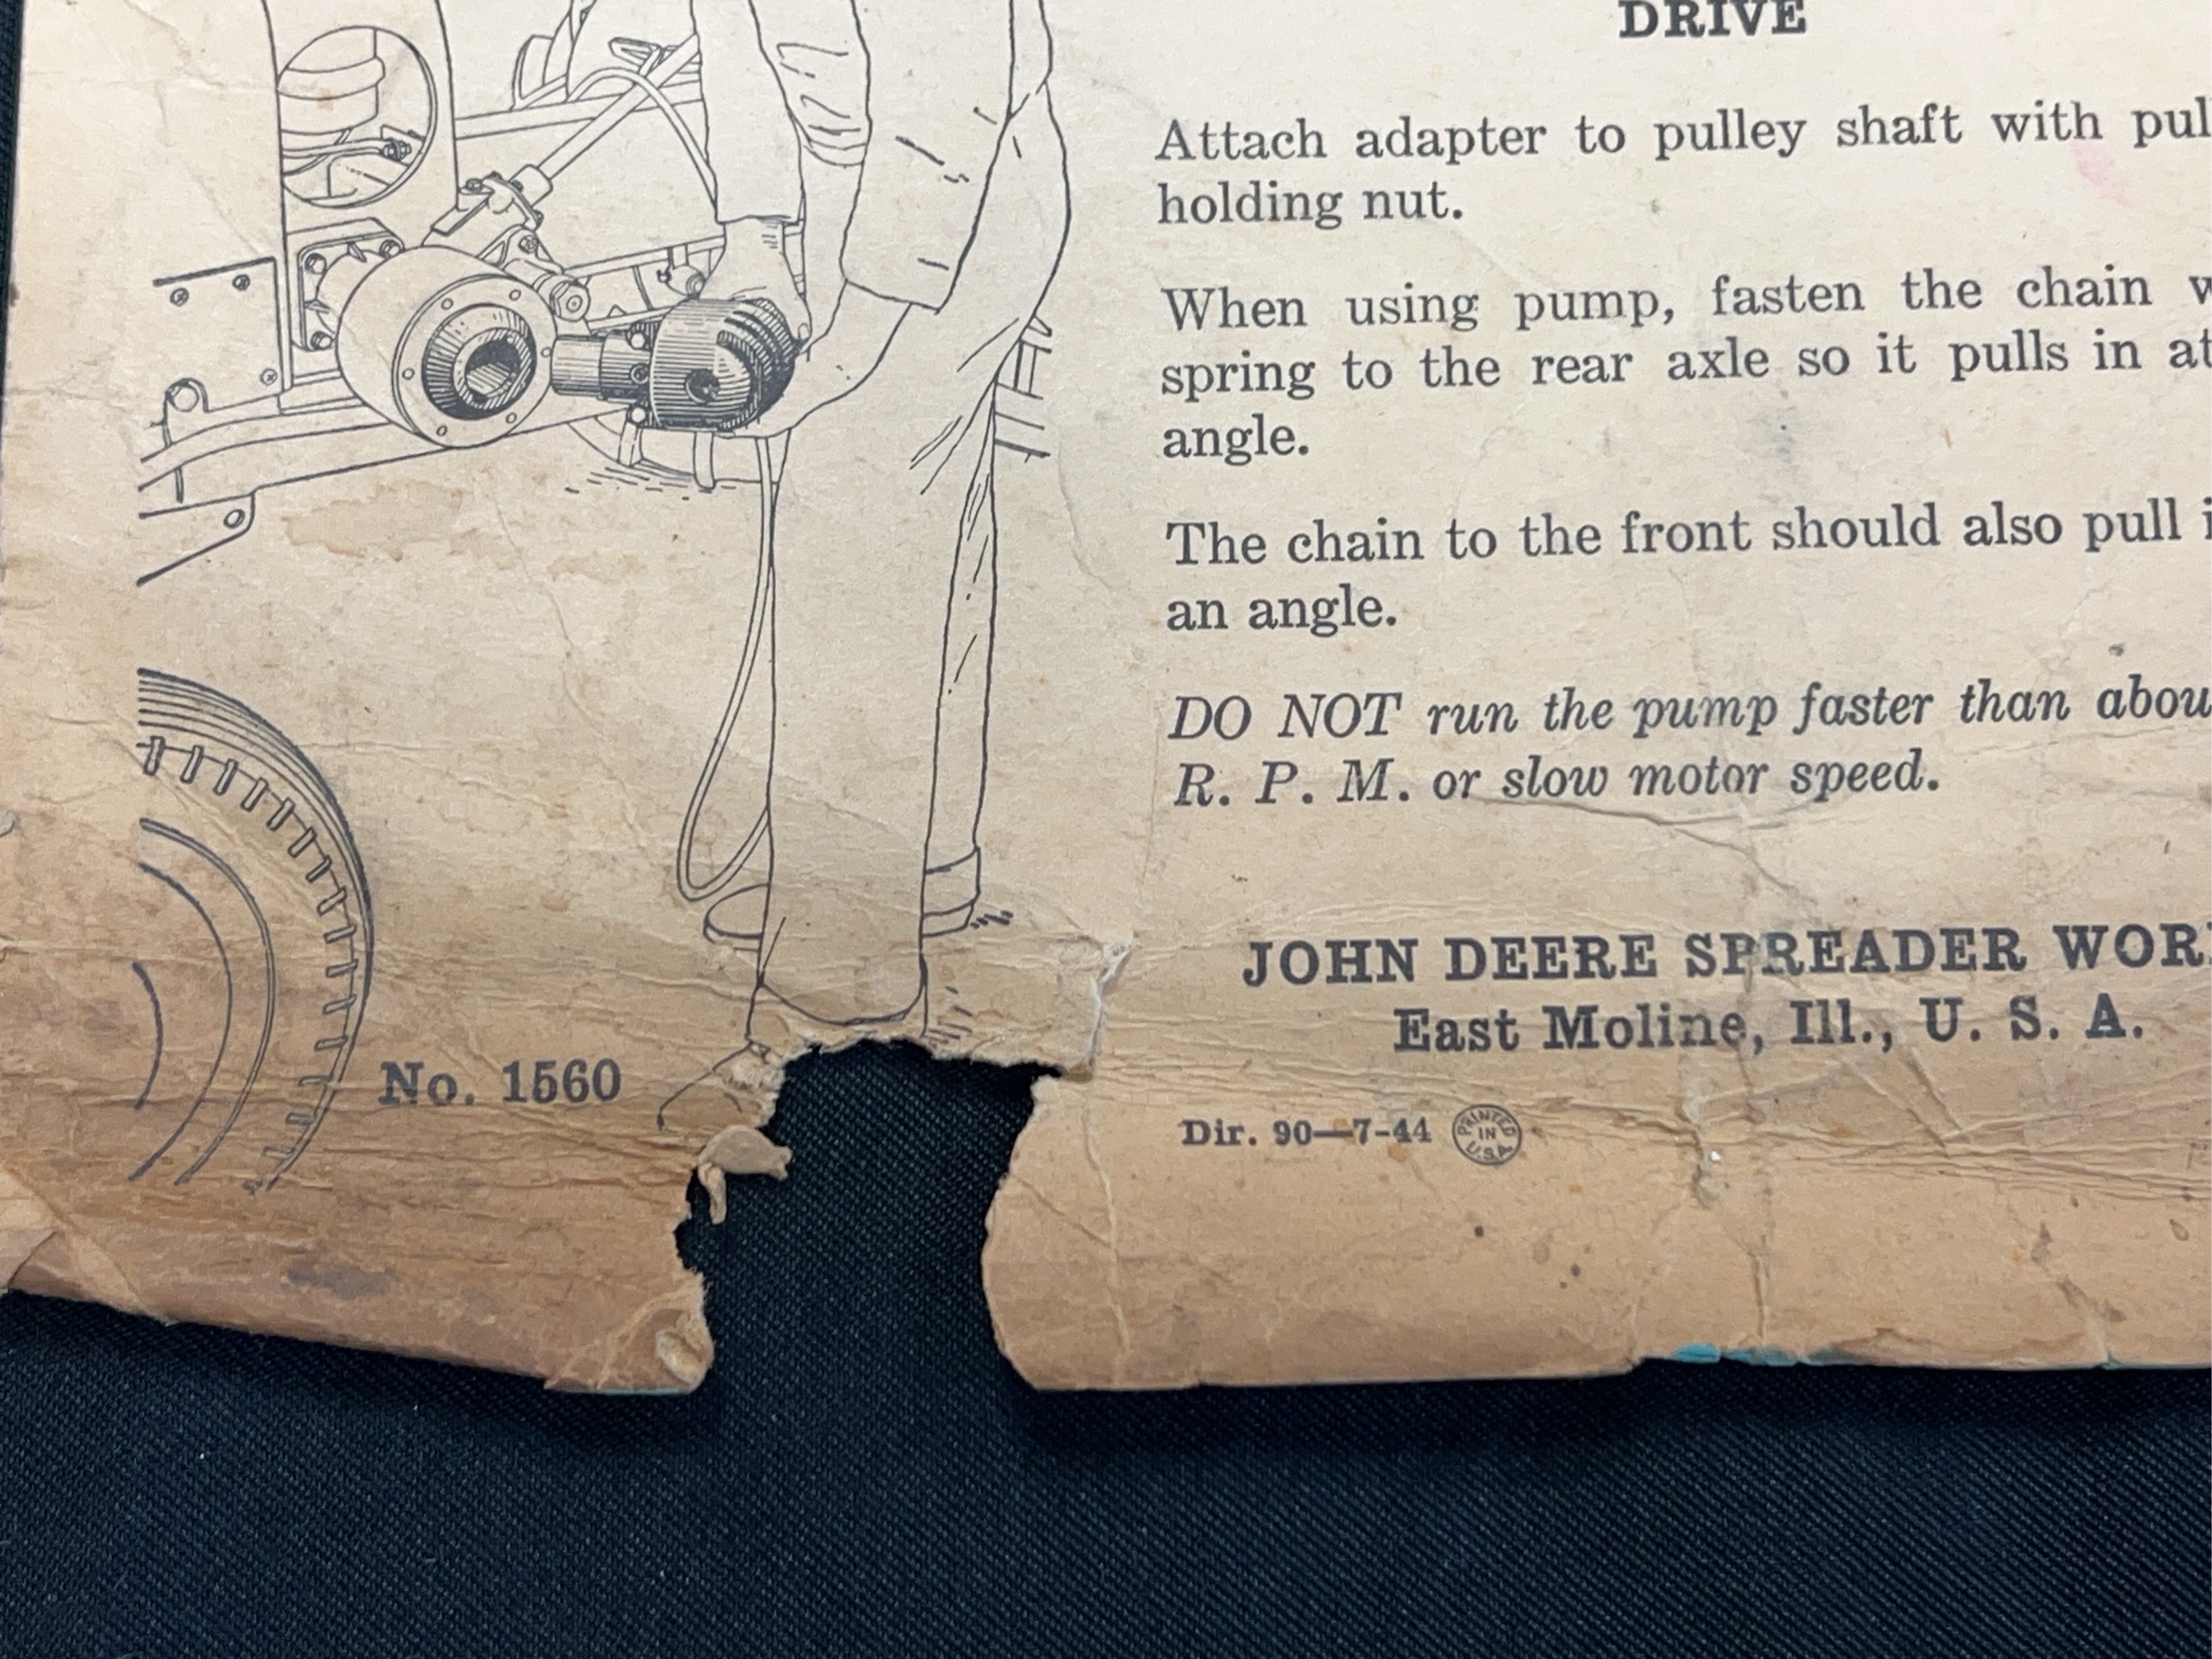 DRIVE
Attach adapter to pulley shaft with pul
holding nut.
When using pump, fasten the chain w
spring to the rear axle so it pulls in at
angle.
The chain to the front should also pull i
an angle.
DO NOT run the pump faster than abou
R. P. M. or slow motor speed.
JOHN DEERE SPREADER WOR
East Moline, Ill., U. S. A.
No. 1560
Dir. 90—7-44 PRINTED IN U.S.A.